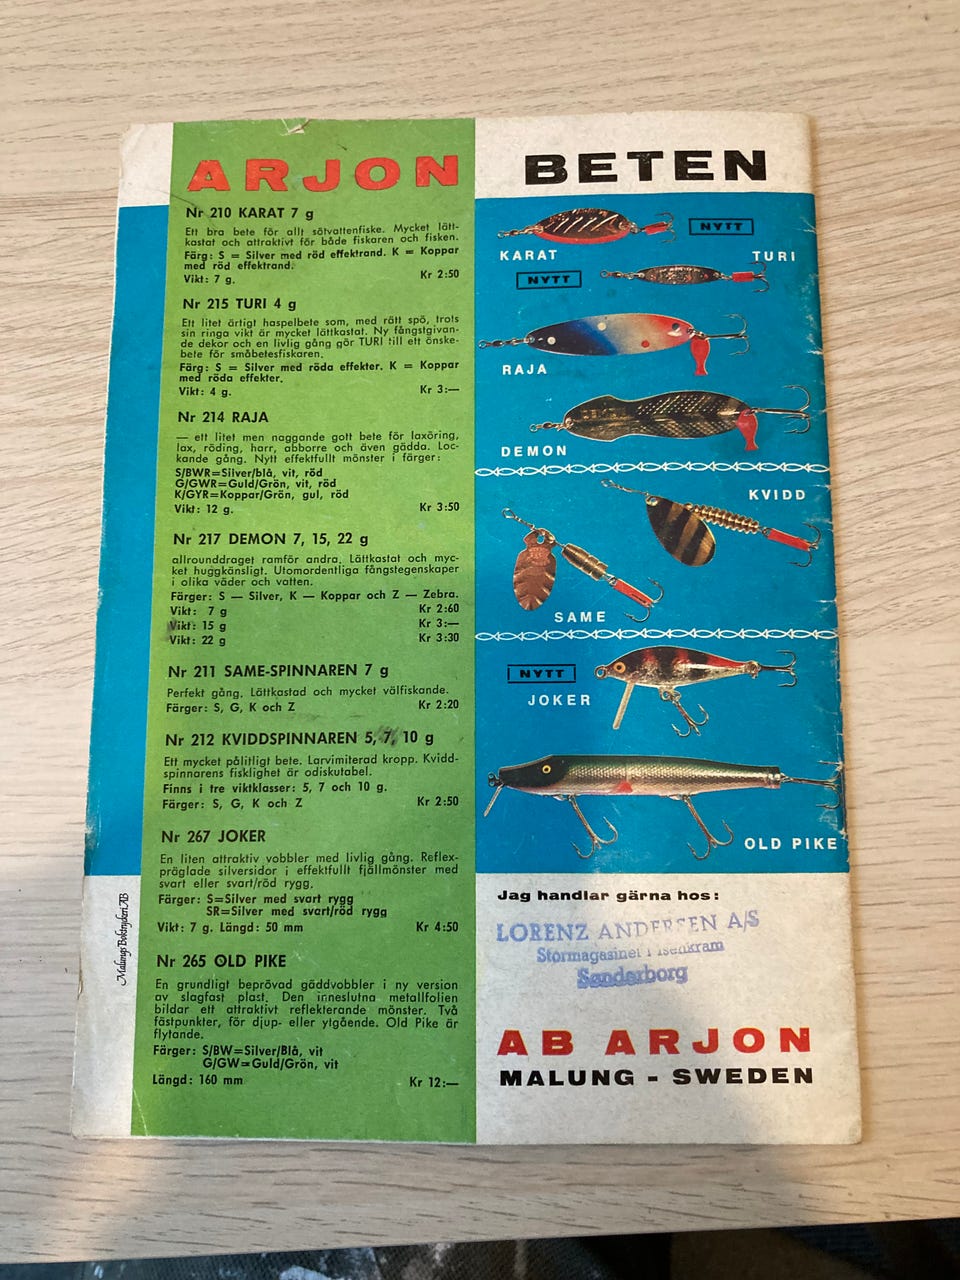 ARJON BETEN
Nr 210 KARAT 7 g
Ett bra bete för allt sötvattenfiske. Mycket lätt-
kastat och attraktivt för både fiskaren och fisken.
Färg: S = Silver med röd effektrand. K = Koppar
med röd effektrand.
Vikt: 7 g. Kr 2:50
Nr 215 TURI 4 g
Ett litet ärtigt haspelbete som, med rätt spö, trots
sin ringa vikt är mycket lättkastat. Ny fångstgivan-
de dekor och en livlig gång gör TURI till ett önske-
bete för småbetesfiskaren.
Färg: S = Silver med röda effekter. K = Koppar
med röda effekter.
Vikt: 4 g. Kr 3:—
Nr 214 RAJA
— ett litet men naggande gott bete för laxöring,
lax, röding, harr, abborre och även gädda. Loc-
kande gång. Nytt effektfullt mönster i färger:
S/BWR=Silver/blå, vit, röd
G/GWR=Guld/Grön, vit, röd
K/GYR=Koppar/Grön, gul, röd
Vikt: 12 g. Kr 3:50
Nr 217 DEMON 7, 15, 22 g
allrounddraget ramför andra. Lättkastat och myc-
ket huggkänsligt. Utomordentliga fångstegenskaper
i olika väder och vatten.
Färger: S — Silver, K — Koppar och Z — Zebra.
Vikt: 7 g Kr 2:60
Vikt: 15 g Kr 3:—
Vikt: 22 g Kr 3:30
Nr 211 SAME-SPINNAREN 7 g
Perfekt gång. Lättkastad och mycket välfiskande.
Färger: S, G, K och Z Kr 2:20
Nr 212 KVIDDSPINNAREN 5, 7, 10 g
Ett mycket pålitligt bete. Larvimiterad kropp. Kvidd-
spinnarens fisklighet är odiskutabel.
Finns i tre viktklasser: 5, 7 och 10 g.
Färger: S, G, K och Z Kr 2:50
Nr 267 JOKER
En liten attraktiv vobbler med livlig gång. Reflex-
präglade silversidor i effektfullt fjällmönster med
svart eller svart/röd rygg.
Färger: S=Silver med svart rygg
SR=Silver med svart/röd rygg
Vikt: 7 g. Längd: 50 mm Kr 4:50
Nr 265 OLD PIKE
En grundligt beprövad gäddvobbler i ny version
av slagfast plast. Den inneslutna metallfolien
bildar ett attraktivt reflekterande mönster. Två
fästpunkter, för djup- eller ytgående. Old Pike är
flytande.
Färger: S/BW=Silver/Blå, vit
G/GW=Guld/Grön, vit
Längd: 160 mm Kr 12:—
Malungs Boktryckeri AB
NYTT
KARAT TURI
NYTT
RAJA
DEMON
KVIDD
SAME
NYTT
JOKER
OLD PIKE
Jag handlar gärna hos:
LORENZ ANDERSEN A/S
Stormagasinet i Isenkram
Sønderborg
AB ARJON
MALUNG - SWEDEN